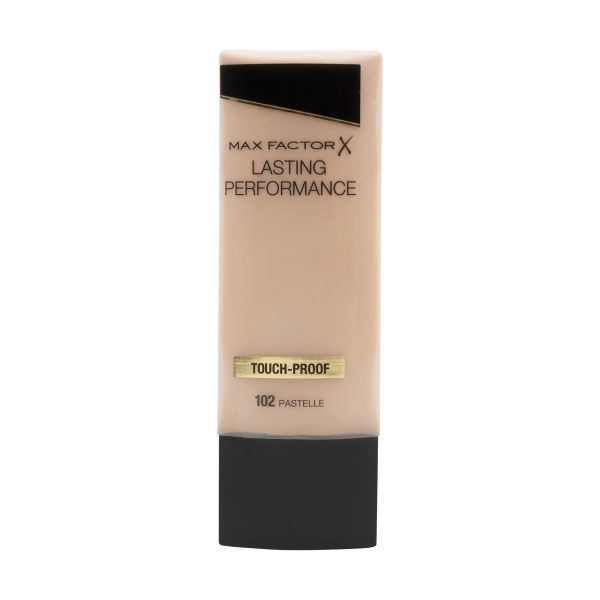 MAX FACTOR X
LASTING
PERFORMANCE
TOUCH-PROOF
102 PASTELLE